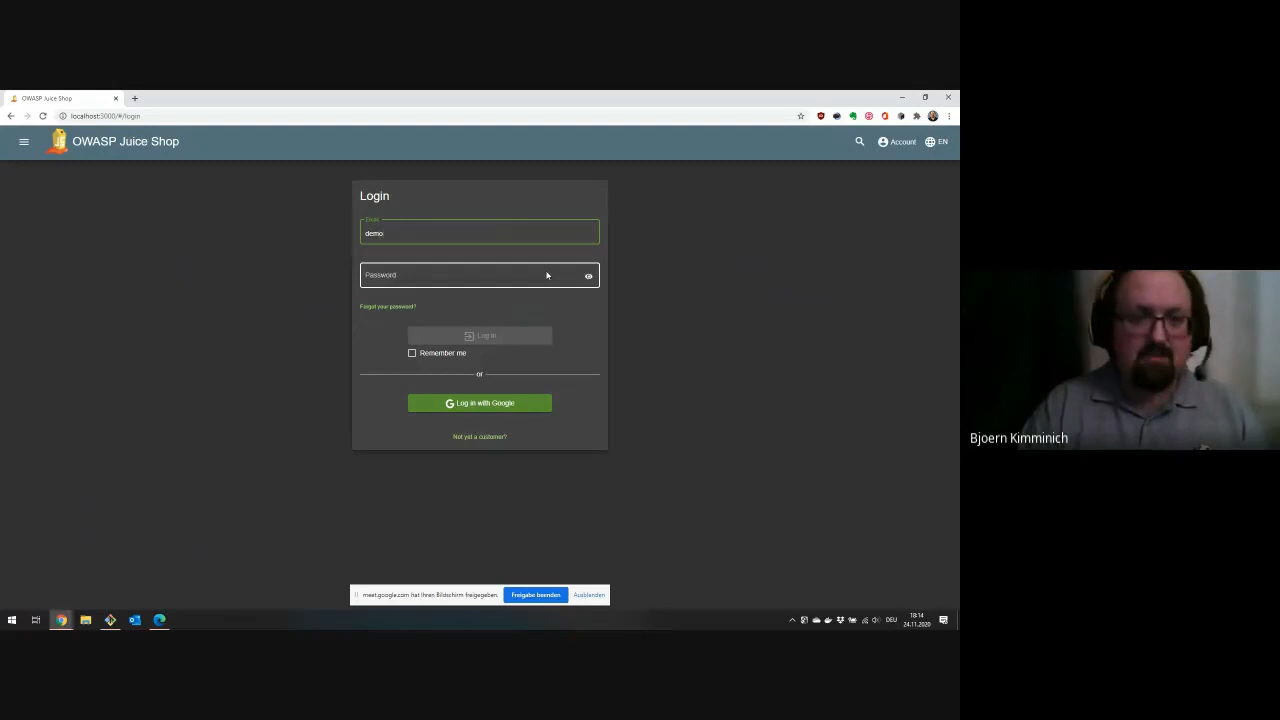 OWASP Juice Shop
localhost:3000/#/login
OWASP Juice Shop
Account
EN
Login
Email
demo
Password
Forgot your password?
Log in
Remember me
or
Log in with Google
Not yet a customer?
meet.google.com hat Ihren Bildschirm freigegeben.
Freigabe beenden
Ausblenden
DEU
18:14
24.11.2020
Bjoern Kimminich